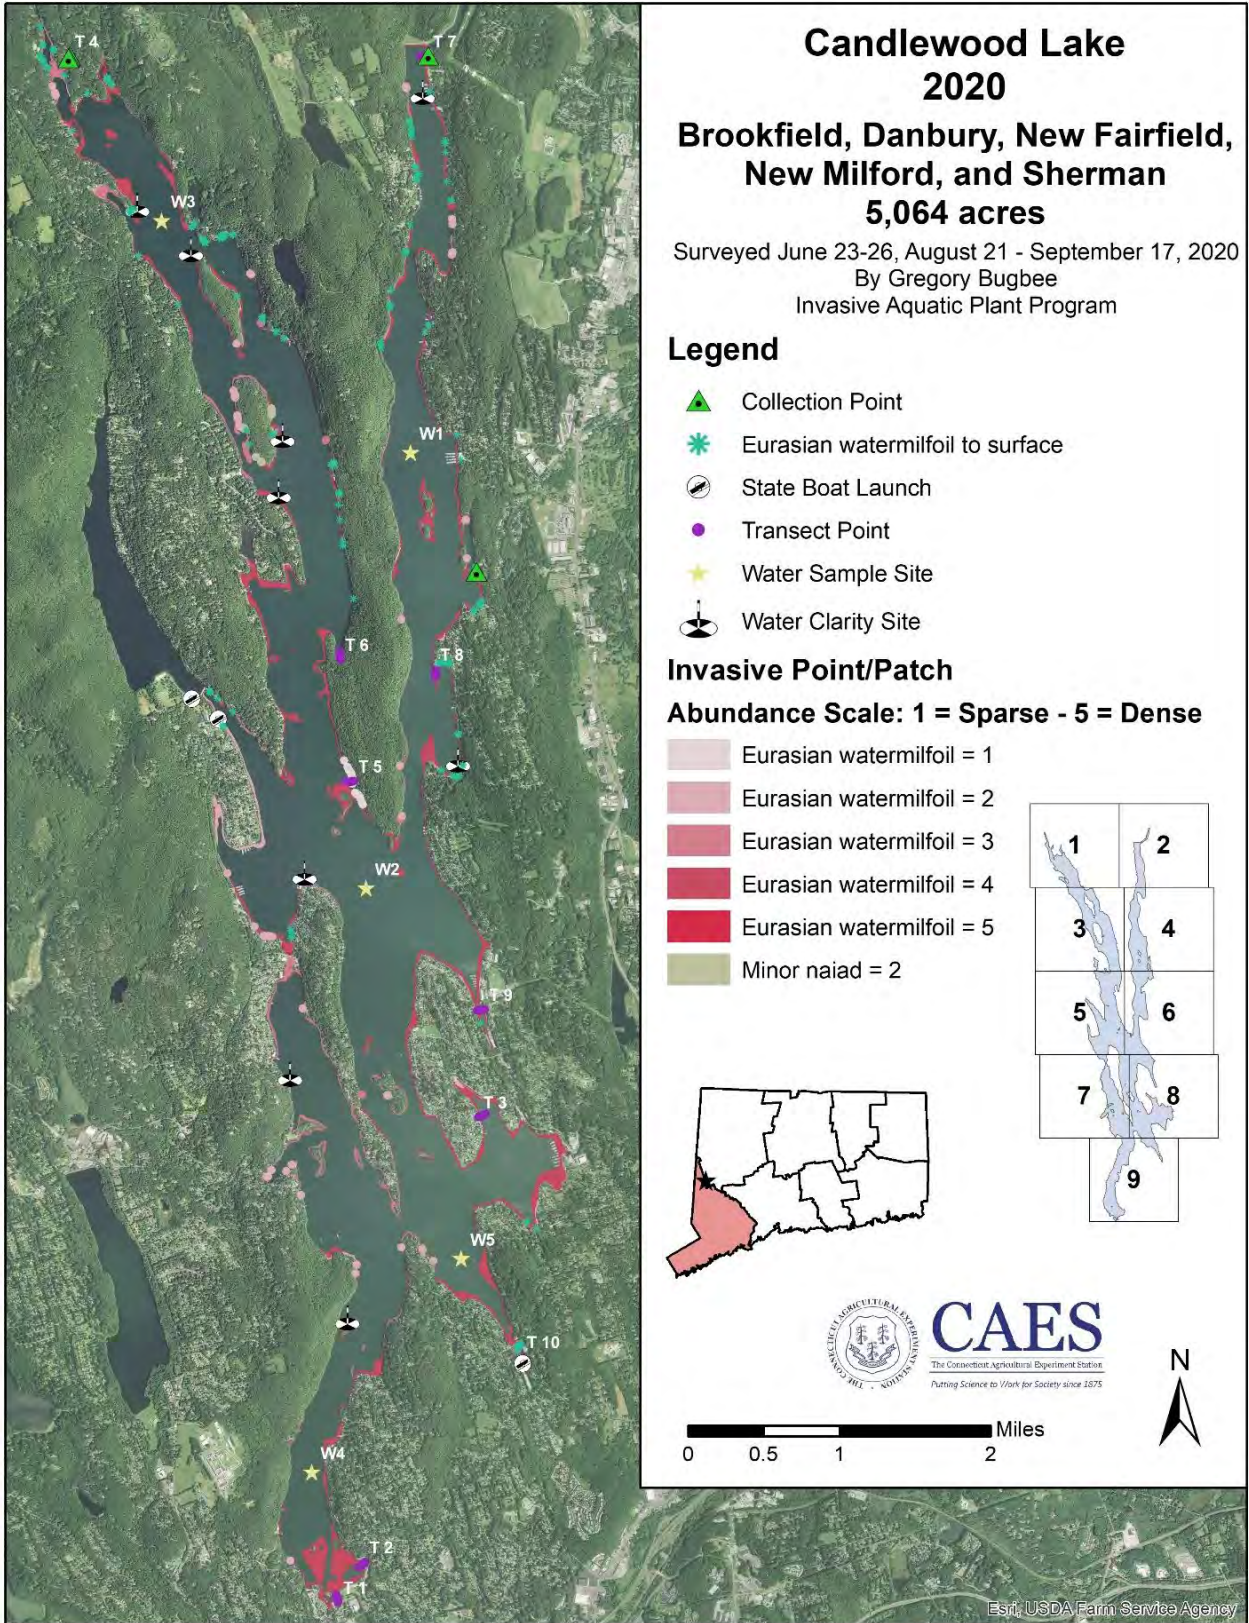 Candlewood Lake
2020
Brookfield, Danbury, New Fairfield,
New Milford, and Sherman
5,064 acres
Surveyed June 23-26, August 21 - September 17, 2020
By Gregory Bugbee
Invasive Aquatic Plant Program
Legend
Collection Point
Eurasian watermilfoil to surface
State Boat Launch
Transect Point
Water Sample Site
Water Clarity Site
Invasive Point/Patch
Abundance Scale: 1 = Sparse - 5 = Dense
Eurasian watermilfoil = 1
Eurasian watermilfoil = 2
Eurasian watermilfoil = 3
Eurasian watermilfoil = 4
Eurasian watermilfoil = 5
Minor naiad = 2
1
2
3
4
5
6
7
8
9
THE CONNECTICUT AGRICULTURAL EXPERIMENT STATION
CAES
The Connecticut Agricultural Experiment Station
Putting Science to Work for Society since 1875
N
Miles
0 0.5 1 2
T 4
T 7
W3
W1
T 6
T 8
T 5
W2
T 9
T 3
W5
T 10
W4
T 2
T 1
Esri, USDA Farm Service Agency